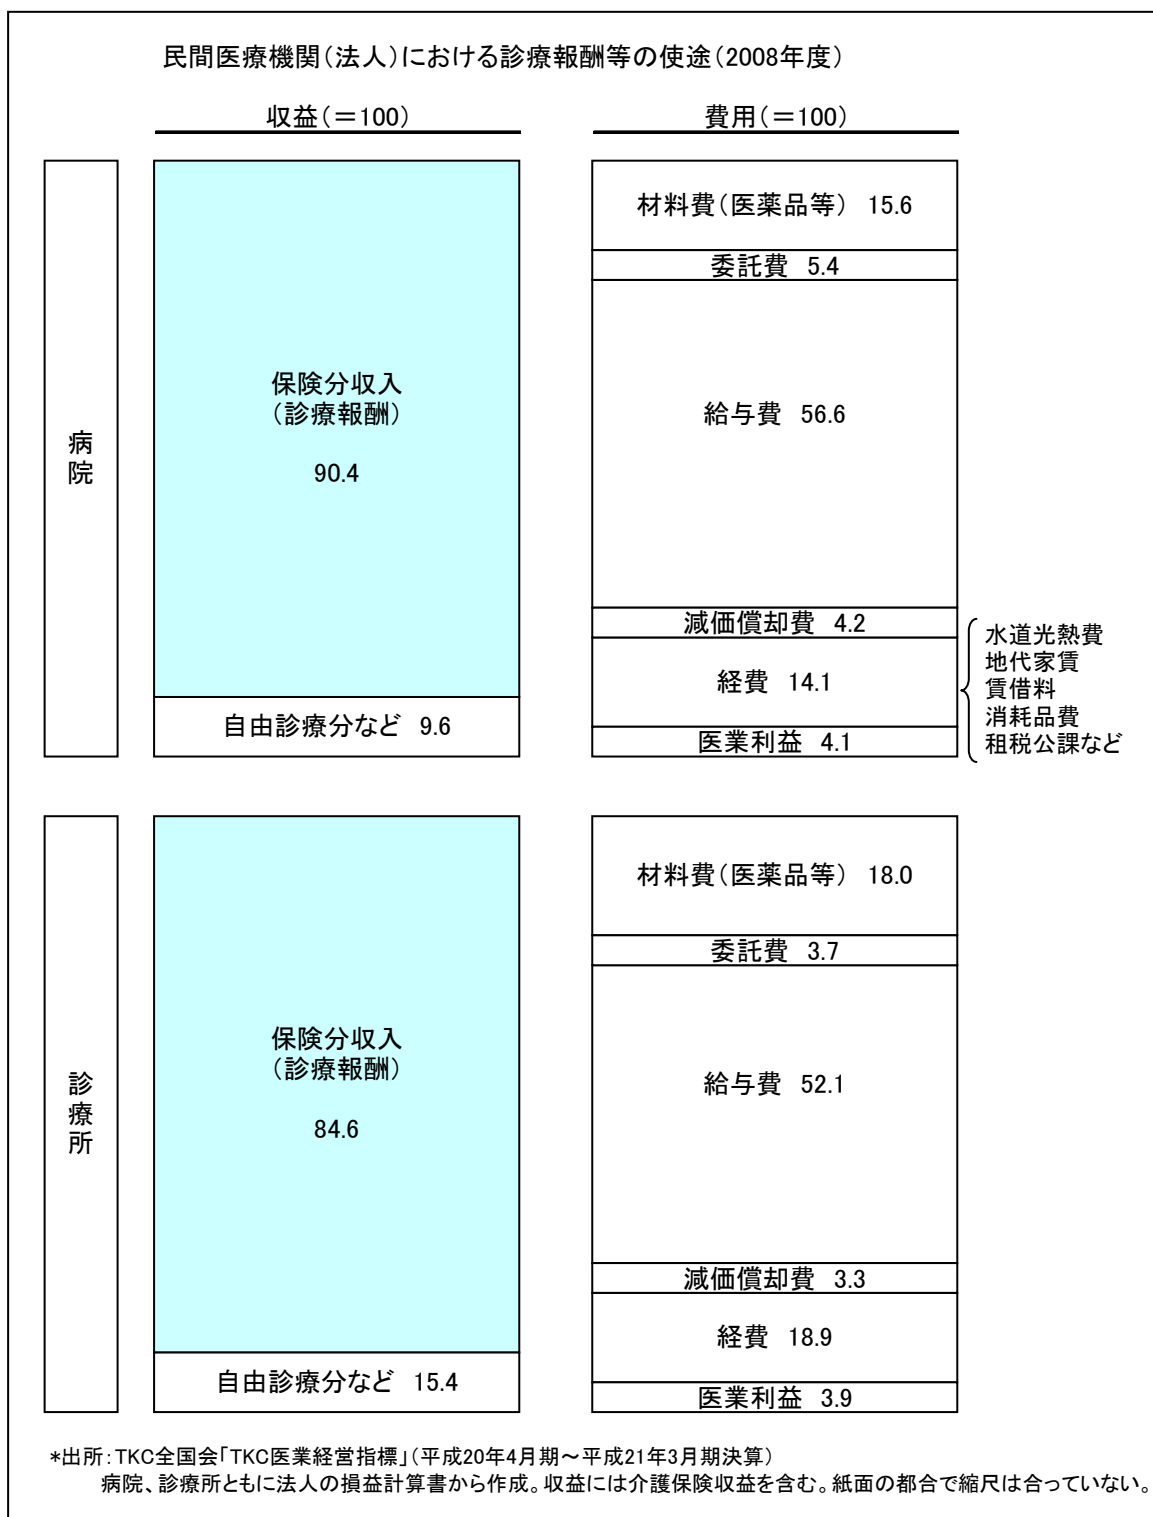 民間医療機関(法人)における診療報酬等の使途(2008年度)
収益(=100)
費用(=100)
病院
保険分収入
(診療報酬)
90.4
自由診療分など 9.6
材料費(医薬品等) 15.6
委託費 5.4
給与費 56.6
減価償却費 4.2
経費 14.1
医業利益 4.1
水道光熱費
地代家賃
賃借料
消耗品費
租税公課など
診療所
保険分収入
(診療報酬)
84.6
自由診療分など 15.4
材料費(医薬品等) 18.0
委託費 3.7
給与費 52.1
減価償却費 3.3
経費 18.9
医業利益 3.9
*出所:TKC全国会「TKC医業経営指標」(平成20年4月期~平成21年3月期決算)
病院、診療所ともに法人の損益計算書から作成。収益には介護保険収益を含む。紙面の都合で縮尺は合っていない。